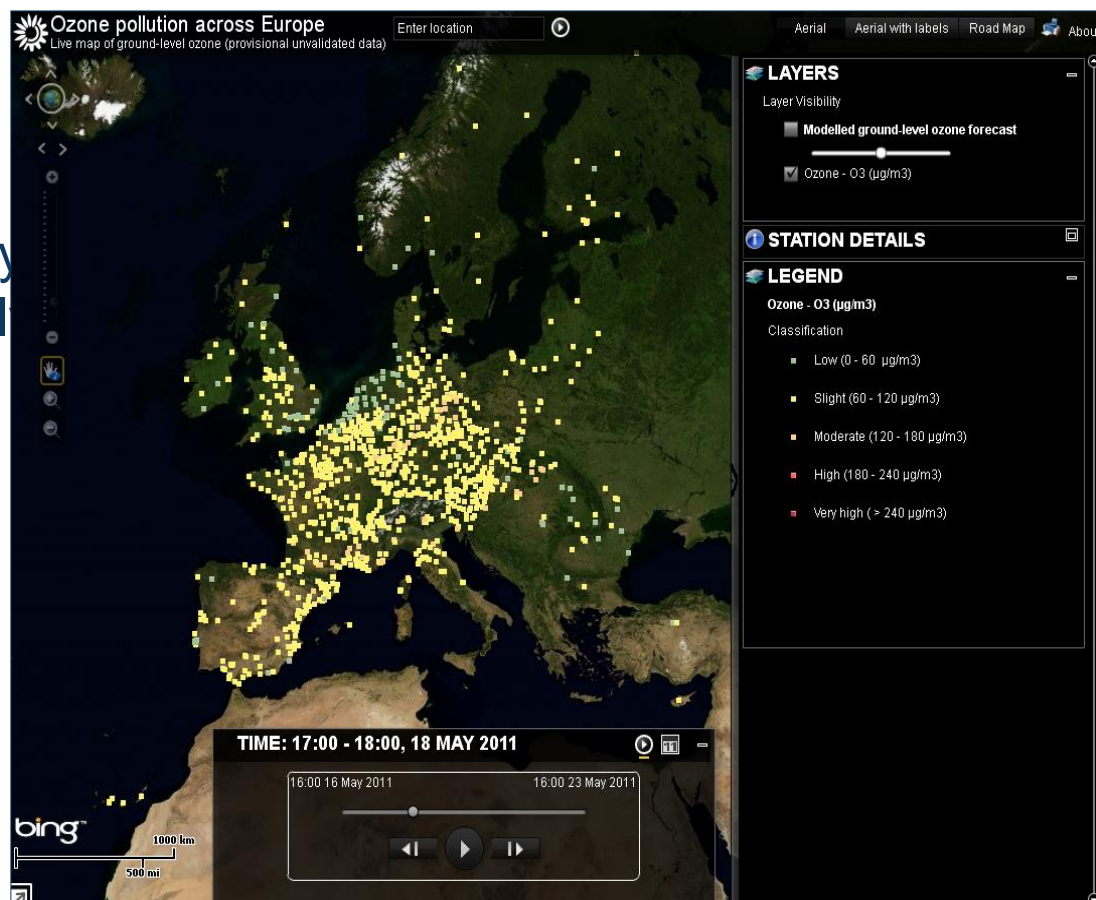 Ozone pollution across Europe
Live map of ground-level ozone (provisional unvalidated data)
Enter location
Aerial
Aerial with labels
Road Map
Abou
LAYERS
Layer Visibility
Modelled ground-level ozone forecast
Ozone - O3 (µg/m3)
STATION DETAILS
LEGEND
Ozone - O3 (µg/m3)
Classification
Low (0 - 60 µg/m3)
Slight (60 - 120 µg/m3)
Moderate (120 - 180 µg/m3)
High (180 - 240 µg/m3)
Very high ( > 240 µg/m3)
y
TIME: 17:00 - 18:00, 18 MAY 2011
11
16:00 16 May 2011
16:00 23 May 2011
bing™
1000 km
500 mi